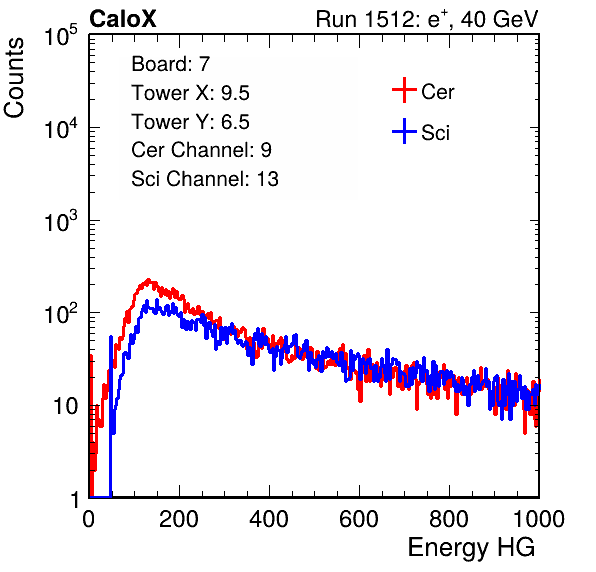 CaloX Run 1512: e⁺, 40 GeV
Board: 7
Tower X: 9.5
Tower Y: 6.5
Cer Channel: 9
Sci Channel: 13
Cer
Sci
Counts
10⁵
10⁴
10³
10²
10
1
0 200 400 600 800 1000
Energy HG